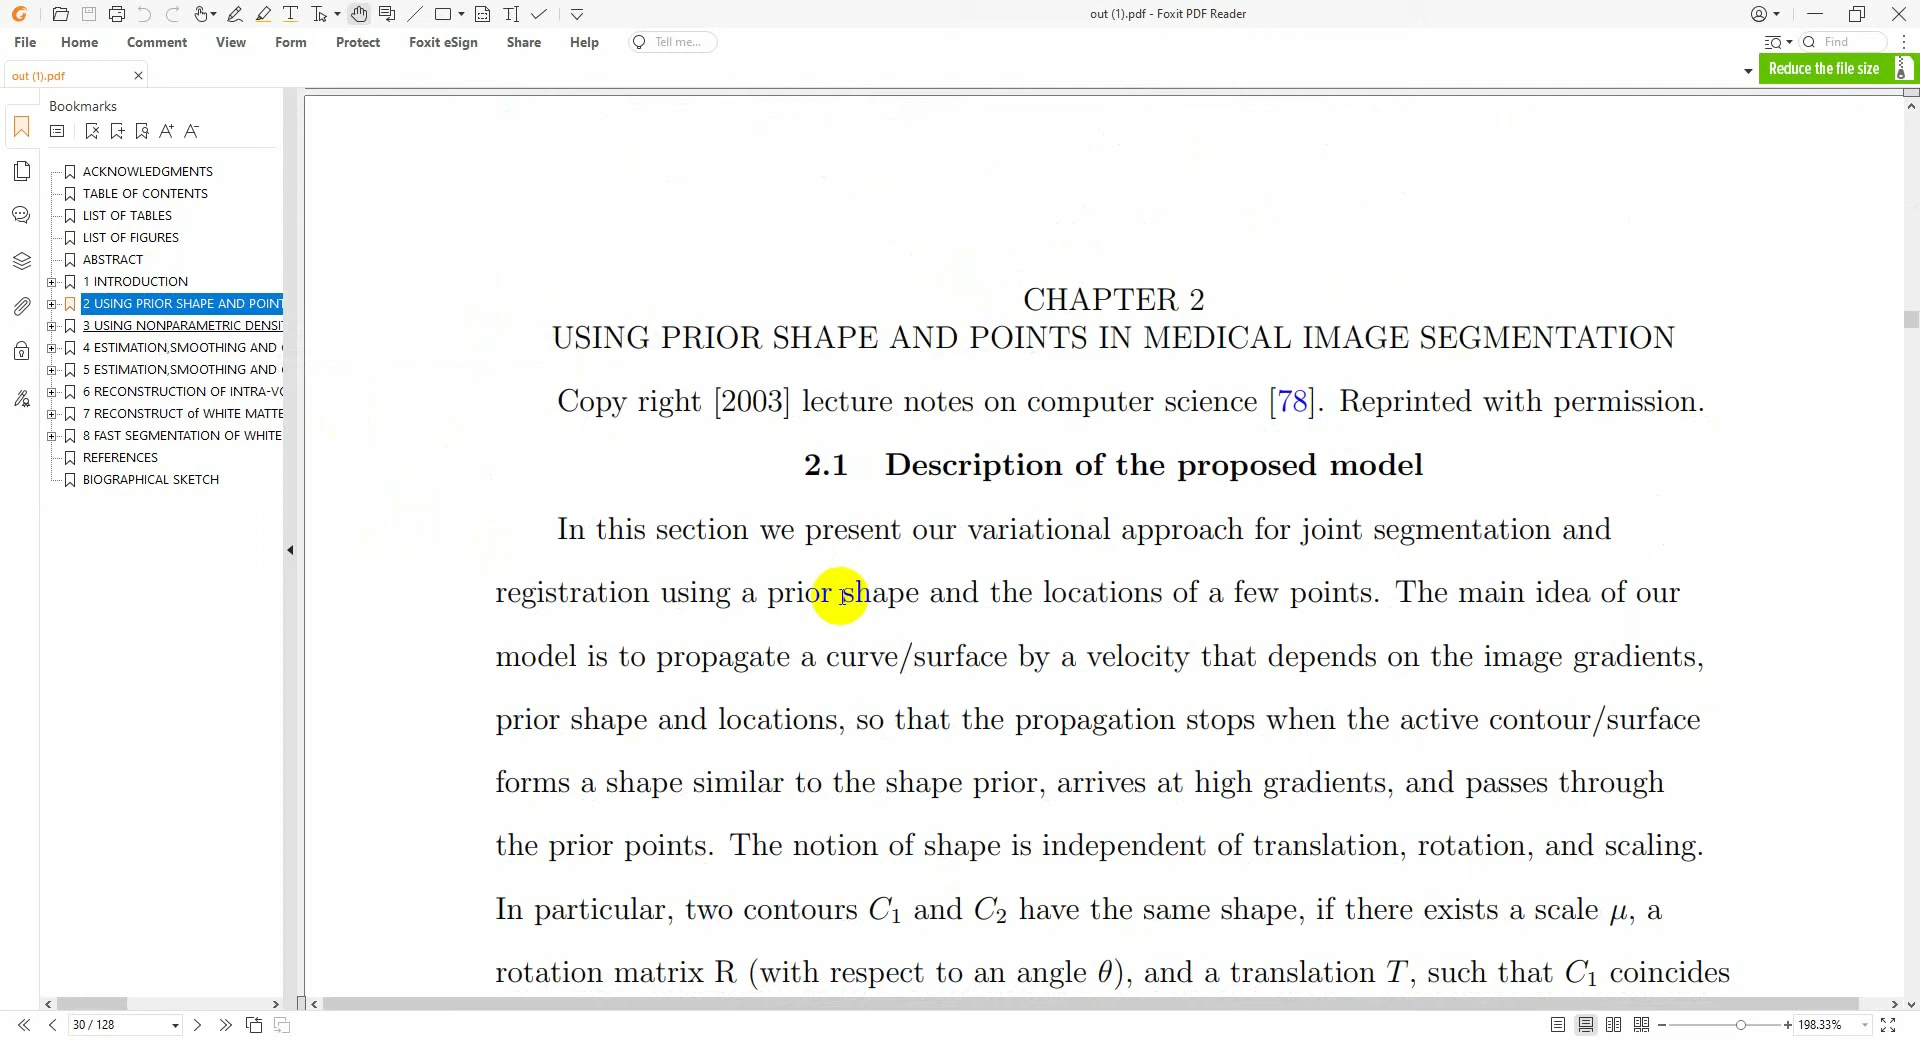 out (1).pdf - Foxit PDF Reader
File Home Comment View Form Protect Foxit eSign Share Help Tell me... Find
out (1).pdf Reduce the file size
Bookmarks
ACKNOWLEDGMENTS
TABLE OF CONTENTS
LIST OF TABLES
LIST OF FIGURES
ABSTRACT
1 INTRODUCTION
2 USING PRIOR SHAPE AND POINT
3 USING NONPARAMETRIC DENSI
4 ESTIMATION,SMOOTHING AND
5 ESTIMATION,SMOOTHING AND
6 RECONSTRUCTION OF INTRA-VO
7 RECONSTRUCT of WHITE MATTE
8 FAST SEGMENTATION OF WHITE
REFERENCES
BIOGRAPHICAL SKETCH
CHAPTER 2
USING PRIOR SHAPE AND POINTS IN MEDICAL IMAGE SEGMENTATION
Copy right [2003] lecture notes on computer science [78]. Reprinted with permission.
2.1 Description of the proposed model
In this section we present our variational approach for joint segmentation and
registration using a prior shape and the locations of a few points. The main idea of our
model is to propagate a curve/surface by a velocity that depends on the image gradients,
prior shape and locations, so that the propagation stops when the active contour/surface
forms a shape similar to the shape prior, arrives at high gradients, and passes through
the prior points. The notion of shape is independent of translation, rotation, and scaling.
In particular, two contours C₁ and C₂ have the same shape, if there exists a scale μ, a
rotation matrix R (with respect to an angle θ), and a translation T, such that C₁ coincides
30 / 128
198.33%